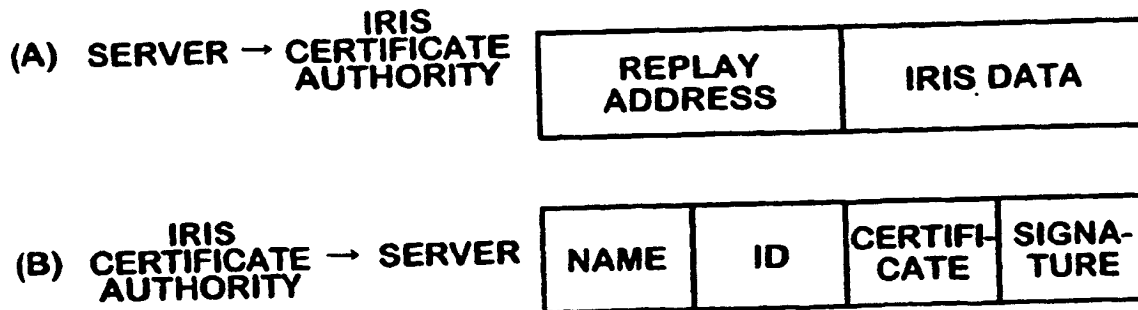 (A) SERVER → IRIS
CERTIFICATE
AUTHORITY
REPLAY
ADDRESS
IRIS DATA
(B) IRIS
CERTIFICATE
AUTHORITY → SERVER
NAME
ID
CERTIFI-
CATE
SIGNA-
TURE